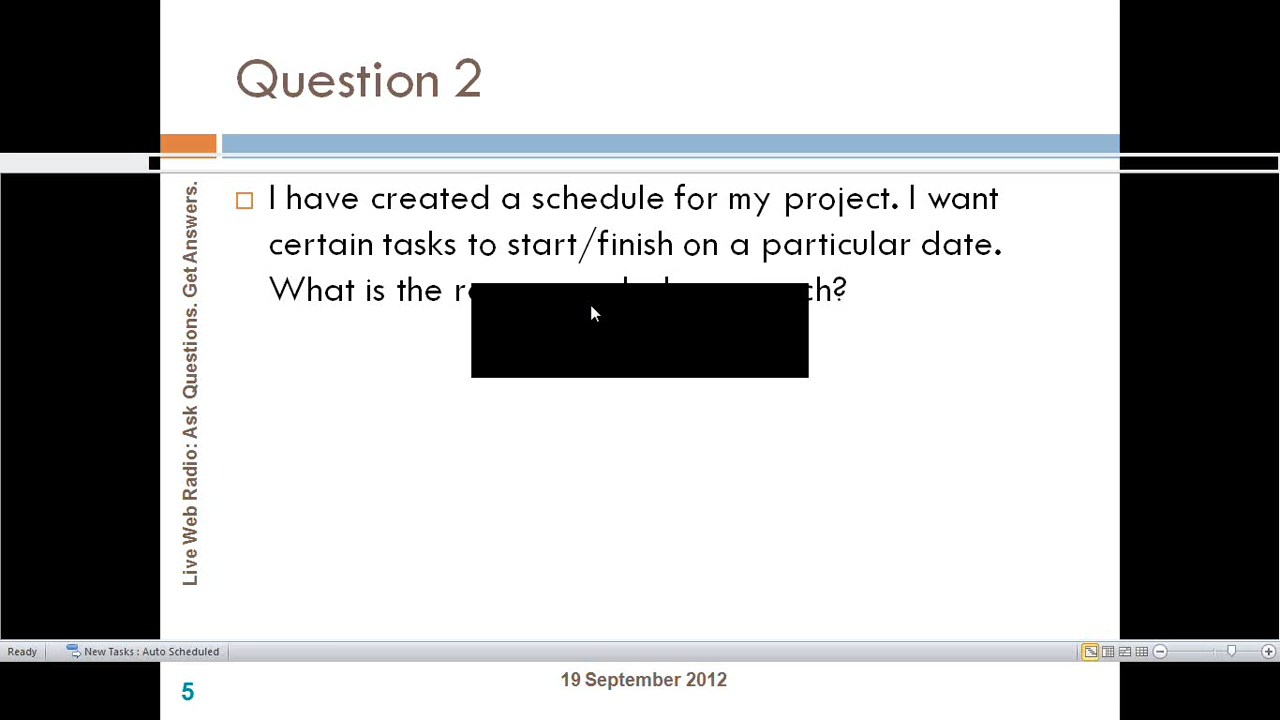 Question 2
I have created a schedule for my project. I want
certain tasks to start/finish on a particular date.
What is the
Live Web Radio: Ask Questions. Get Answers.
Ready New Tasks : Auto Scheduled
19 September 2012
5